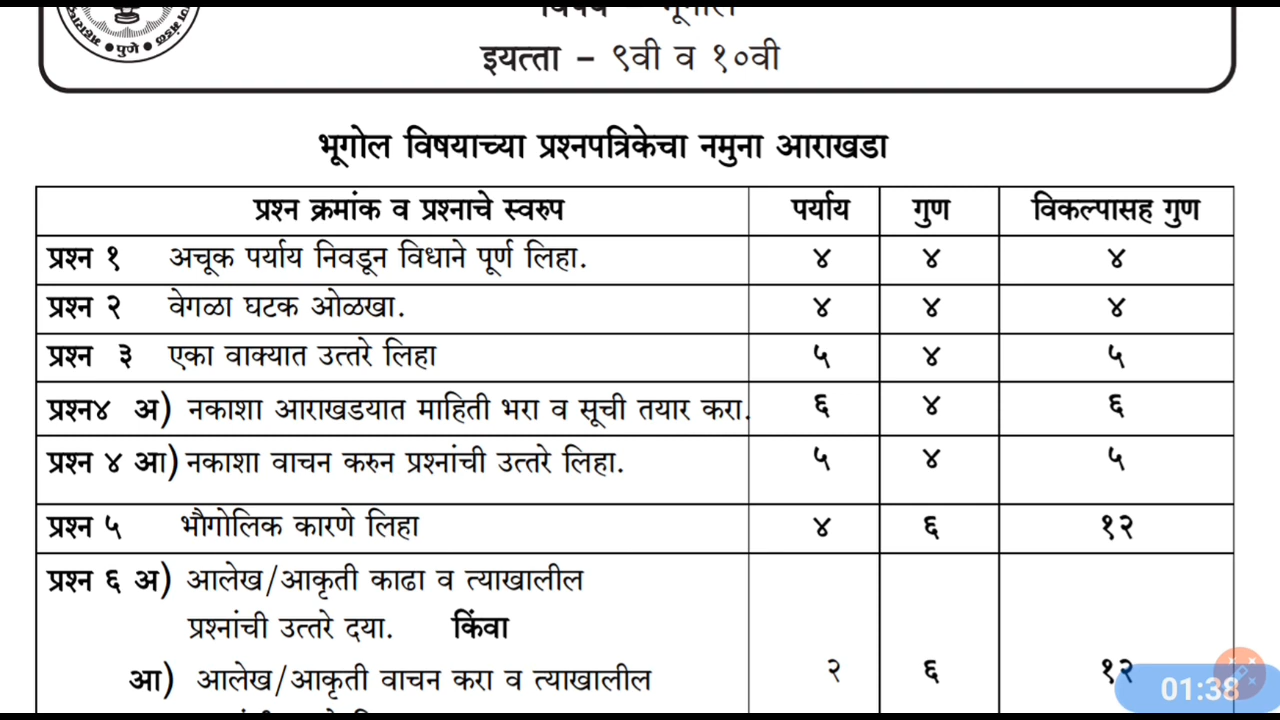 पुणे
इयत्ता - ९वी व १०वी
भूगोल विषयाच्या प्रश्नपत्रिकेचा नमुना आराखडा
प्रश्न क्रमांक व प्रश्नाचे स्वरुप पर्याय गुण विकल्पासह गुण
प्रश्न १ अचूक पर्याय निवडून विधाने पूर्ण लिहा. ४ ४ ४
प्रश्न २ वेगळा घटक ओळखा. ४ ४ ४
प्रश्न ३ एका वाक्यात उत्तरे लिहा ५ ४ ५
प्रश्न४ अ) नकाशा आराखडयात माहिती भरा व सूची तयार करा. ६ ४ ६
प्रश्न ४ आ) नकाशा वाचन करुन प्रश्नांची उत्तरे लिहा. ५ ४ ५
प्रश्न ५ भौगोलिक कारणे लिहा ४ ६ १२
प्रश्न ६ अ) आलेख/आकृती काढा व त्याखालील
प्रश्नांची उत्तरे दया. किंवा
आ) आलेख/आकृती वाचन करा व त्याखालील २ ६ १२
01:38